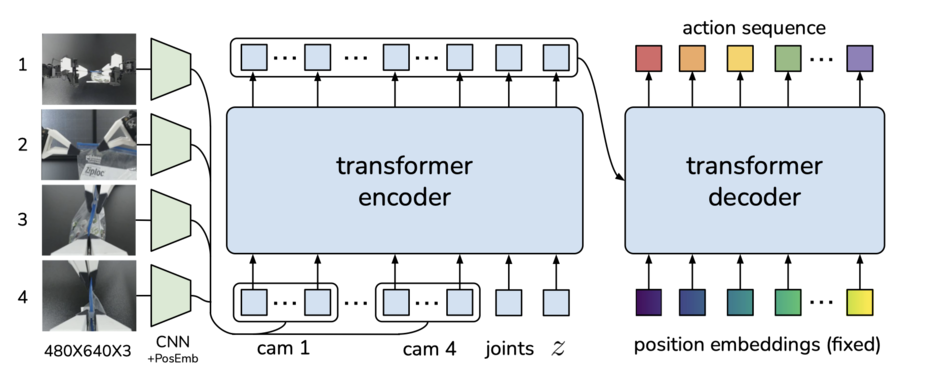 1
2
3
4
Ziploc
480X640X3
CNN
+PosEmb
cam 1
cam 4
joints
z
transformer
encoder
action sequence
transformer
decoder
position embeddings (fixed)